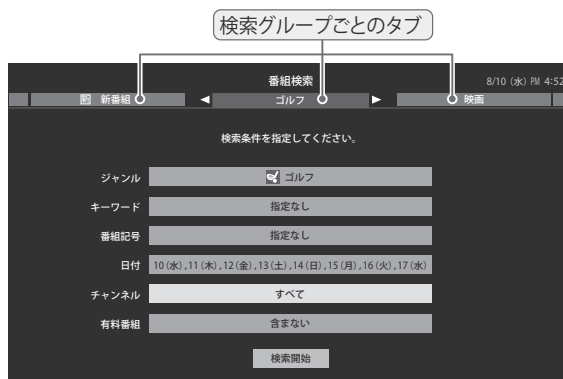 検索グループごとのタブ
番組検索
8/10 (水) PM 4:52
新 新番組
◀ ゴルフ ▶
映画
検索条件を指定してください。
ジャンル ゴルフ
キーワード 指定なし
番組記号 指定なし
日付 10(水),11(木),12(金),13(土),14(日),15(月),16(火),17(水)
チャンネル すべて
有料番組 含まない
検索開始